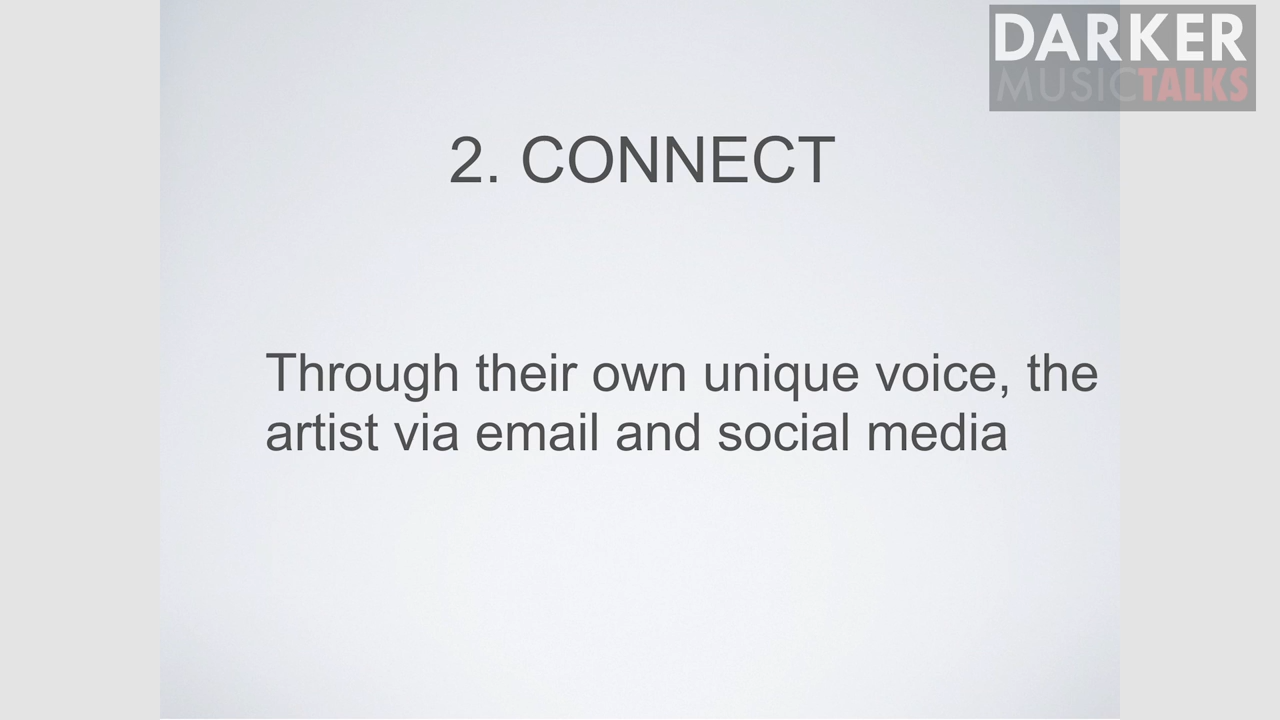 DARKER
MUSICTALKS
2. CONNECT
Through their own unique voice, the
artist via email and social media